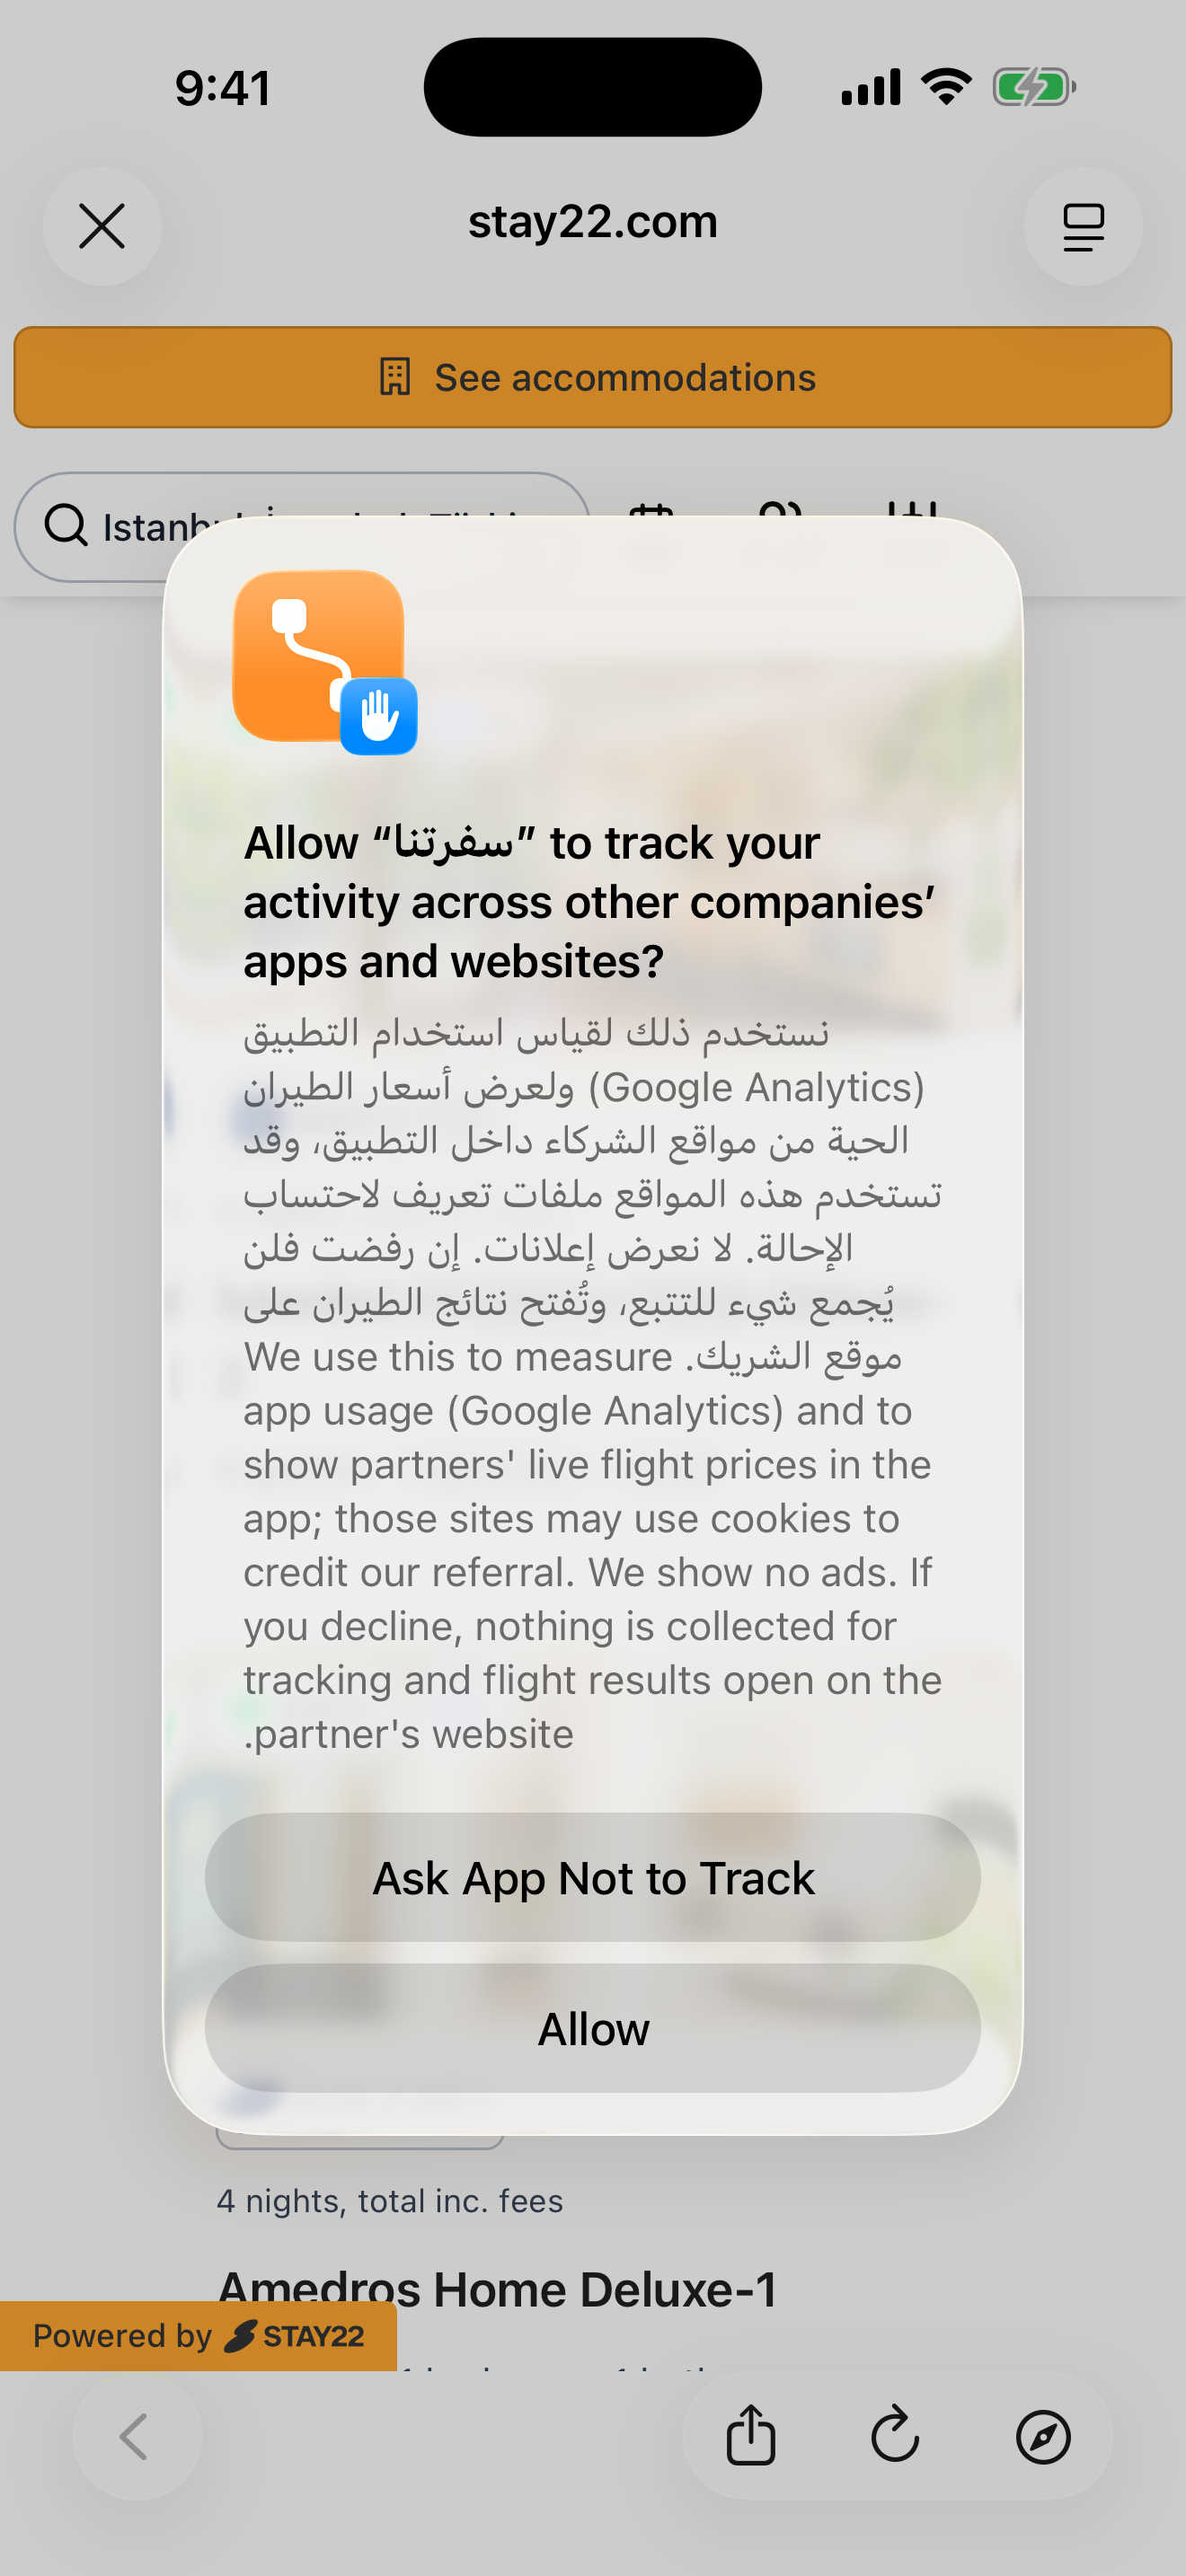 9:41
stay22.com
See accommodations
Istanbul
Allow “سفرتنا” to track your
activity across other companies’
apps and websites?
نستخدم ذلك لقياس استخدام التطبيق
(Google Analytics) ولعرض أسعار الطيران
الحية من مواقع الشركاء داخل التطبيق، وقد
تستخدم هذه المواقع ملفات تعريف لاحتساب
الإحالة. لا نعرض إعلانات. إن رفضت فلن
يُجمع شيء للتتبع، وتُفتح نتائج الطيران على
موقع الشريك. We use this to measure
app usage (Google Analytics) and to
show partners' live flight prices in the
app; those sites may use cookies to
credit our referral. We show no ads. If
you decline, nothing is collected for
tracking and flight results open on the
partner's website.
Ask App Not to Track
Allow
4 nights, total inc. fees
Amedros Home Deluxe-1
Powered by STAY22